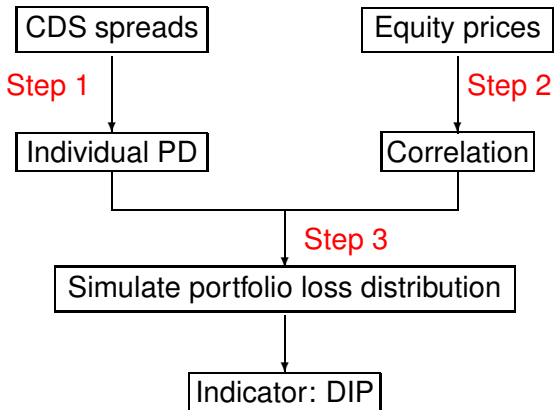 CDS spreads
Equity prices
Step 1
Step 2
Individual PD
Correlation
Step 3
Simulate portfolio loss distribution
Indicator: DIP